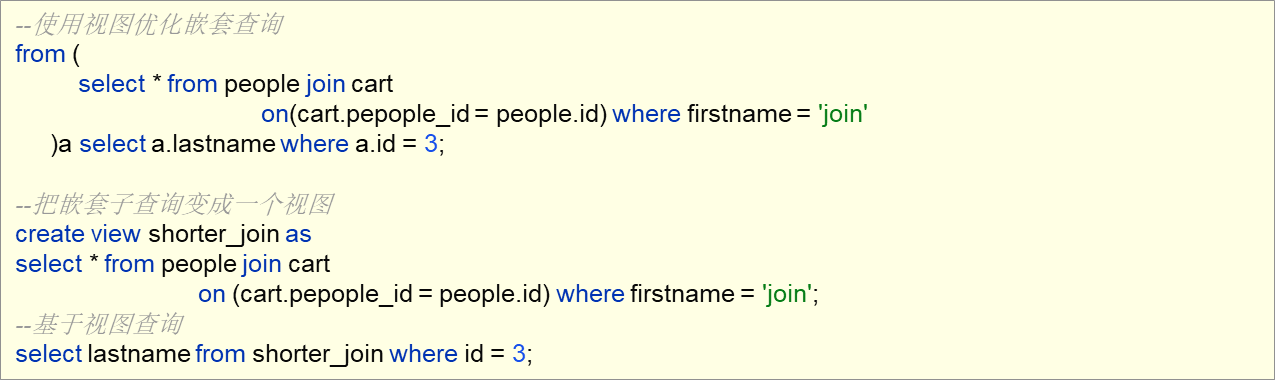 --使用视图优化嵌套查询
from (
select * from people join cart
on(cart.pepople_id = people.id) where firstname = 'join'
)a select a.lastname where a.id = 3;
--把嵌套子查询变成一个视图
create view shorter_join as
select * from people join cart
on (cart.pepople_id = people.id) where firstname = 'join';
--基于视图查询
select lastname from shorter_join where id = 3;